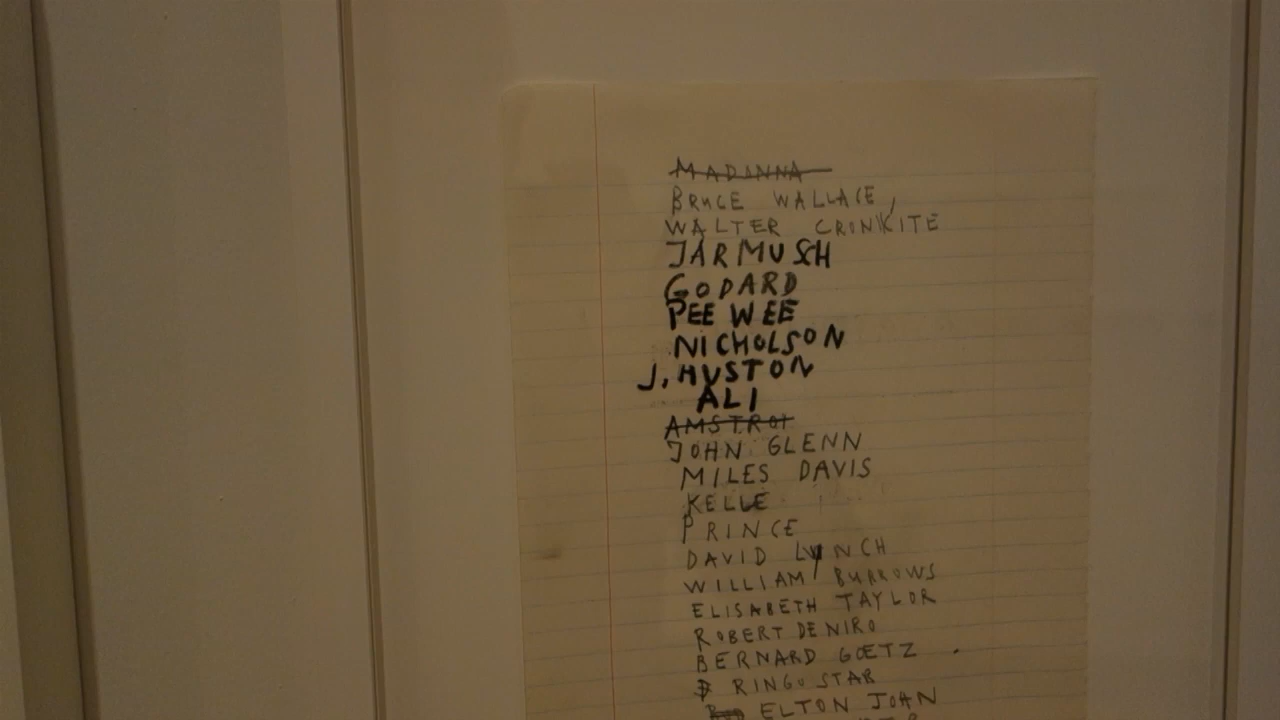 MADONNA
BRUCE WALLACE,
WALTER CRONKITE
JARMUSCH
GODARD
PEE WEE
NICHOLSON
J. HUSTON
ALI
AMSTRO
JOHN GLENN
MILES DAVIS
KELLE
PRINCE
DAVID LYNCH
WILLIAM BURROWS
ELISABETH TAYLOR
ROBERT DE NIRO
BERNARD GOETZ
RINGO STAR
ELTON JOHN